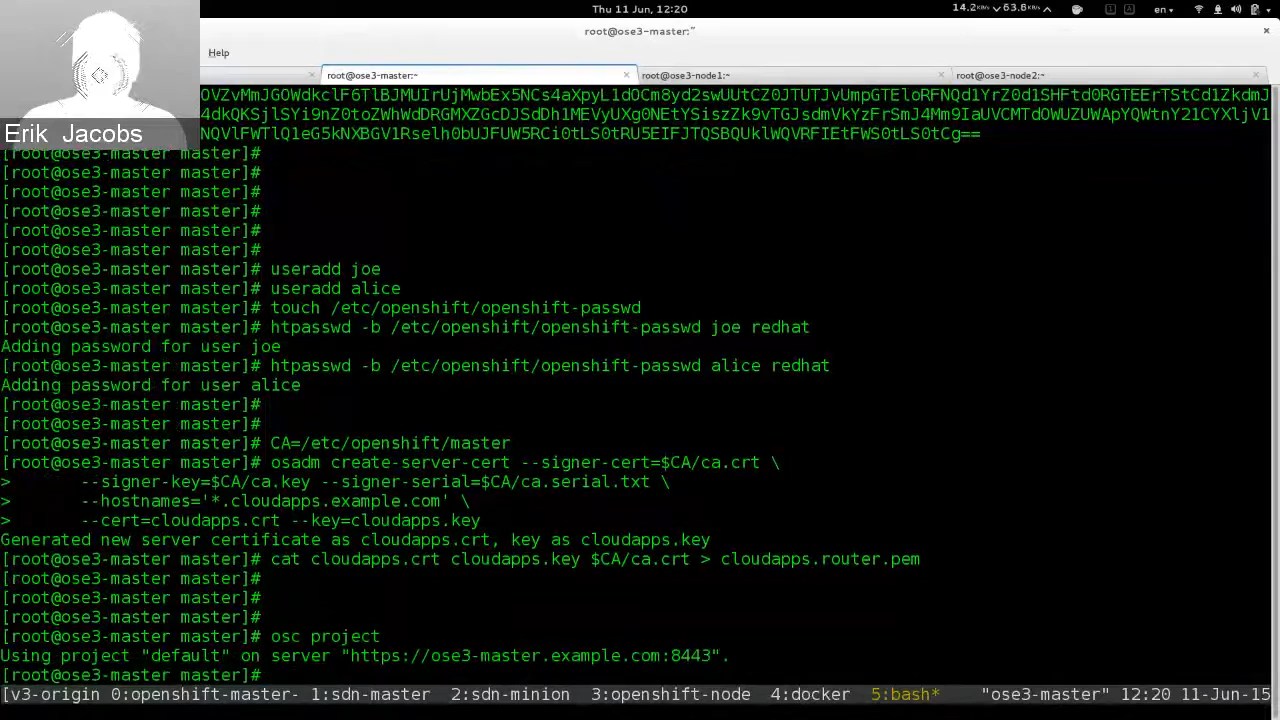 Thu 11 Jun, 12:20
14.2kB/s 63.8kB/s
en
root@ose3-master:~
Help
root@ose3-master:~
root@ose3-node1:~
root@ose3-node2:~
Erik Jacobs
[root@ose3-master master]#
[root@ose3-master master]#
[root@ose3-master master]#
[root@ose3-master master]#
[root@ose3-master master]#
[root@ose3-master master]#
[root@ose3-master master]# useradd joe
[root@ose3-master master]# useradd alice
[root@ose3-master master]# touch /etc/openshift/openshift-passwd
[root@ose3-master master]# htpasswd -b /etc/openshift/openshift-passwd joe redhat
Adding password for user joe
[root@ose3-master master]# htpasswd -b /etc/openshift/openshift-passwd alice redhat
Adding password for user alice
[root@ose3-master master]#
[root@ose3-master master]#
[root@ose3-master master]# CA=/etc/openshift/master
[root@ose3-master master]# osadm create-server-cert --signer-cert=$CA/ca.crt \
> --signer-key=$CA/ca.key --signer-serial=$CA/ca.serial.txt \
> --hostnames='*.cloudapps.example.com' \
> --cert=cloudapps.crt --key=cloudapps.key
Generated new server certificate as cloudapps.crt, key as cloudapps.key
[root@ose3-master master]# cat cloudapps.crt cloudapps.key $CA/ca.crt > cloudapps.router.pem
[root@ose3-master master]#
[root@ose3-master master]#
[root@ose3-master master]#
[root@ose3-master master]# osc project
Using project "default" on server "https://ose3-master.example.com:8443".
[root@ose3-master master]#
[v3-origin 0:openshift-master- 1:sdn-master 2:sdn-minion 3:openshift-node 4:docker 5:bash* "ose3-master" 12:20 11-Jun-15